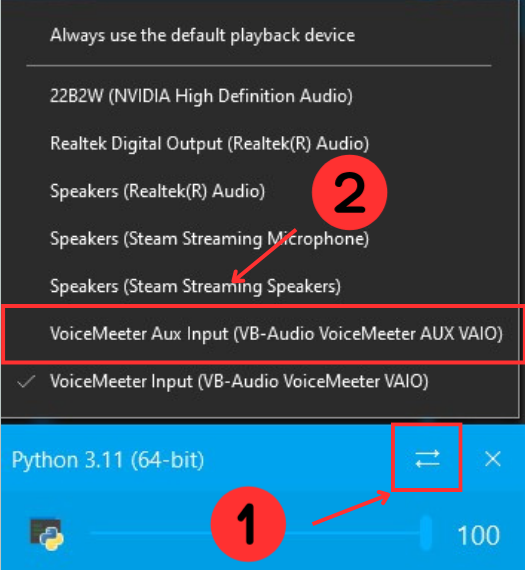 Always use the default playback device
22B2W (NVIDIA High Definition Audio)
Realtek Digital Output (Realtek(R) Audio)
Speakers (Realtek(R) Audio)
2
Speakers (Steam Streaming Microphone)
Speakers (Steam Streaming Speakers)
VoiceMeeter Aux Input (VB-Audio VoiceMeeter AUX VAIO)
VoiceMeeter Input (VB-Audio VoiceMeeter VAIO)
Python 3.11 (64-bit)
1
100